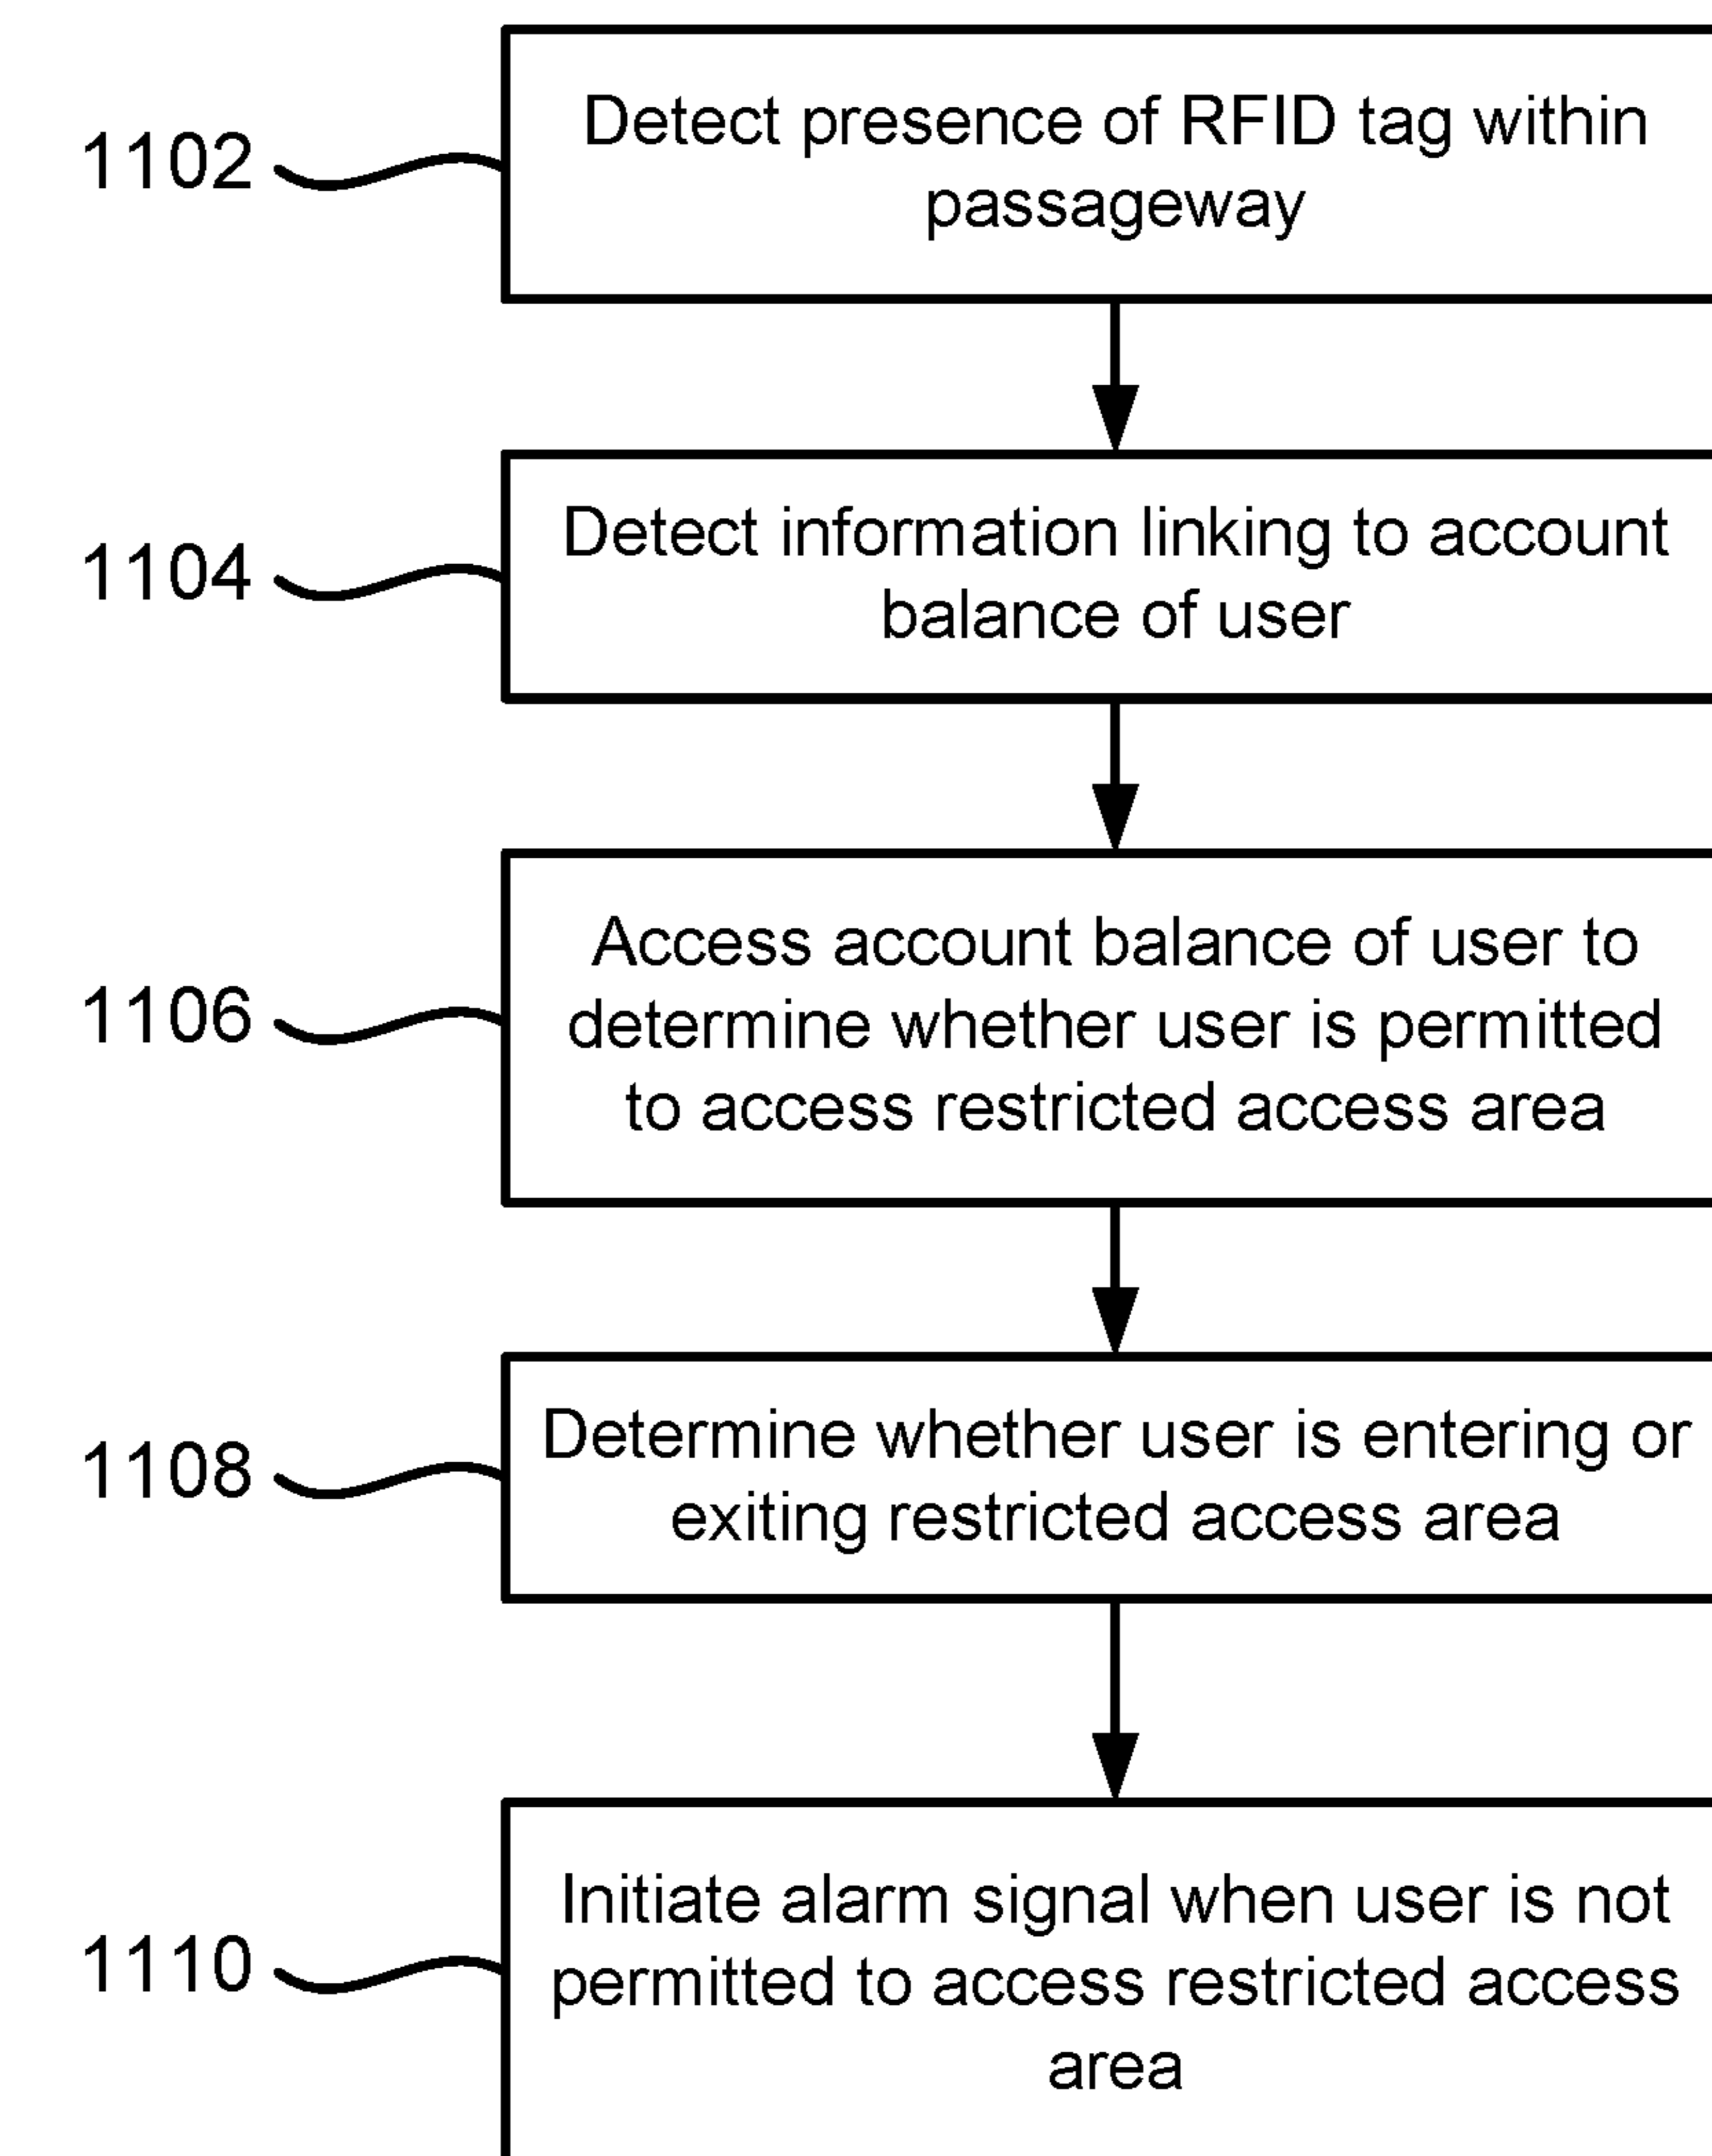 1102
Detect presence of RFID tag within
passageway
1104
Detect information linking to account
balance of user
1106
Access account balance of user to
determine whether user is permitted
to access restricted access area
1108
Determine whether user is entering or
exiting restricted access area
1110
Initiate alarm signal when user is not
permitted to access restricted access
area